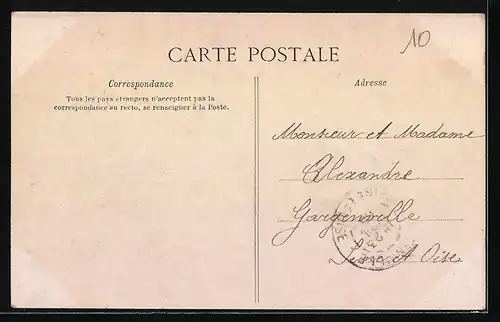 10
CARTE POSTALE
Correspondance
Tous les pays étrangers n'acceptent pas la
correspondance au recto, se renseigner à la Poste.
Adresse
Monsieur et Madame
Alexandre
Gargenville
Seine et Oise